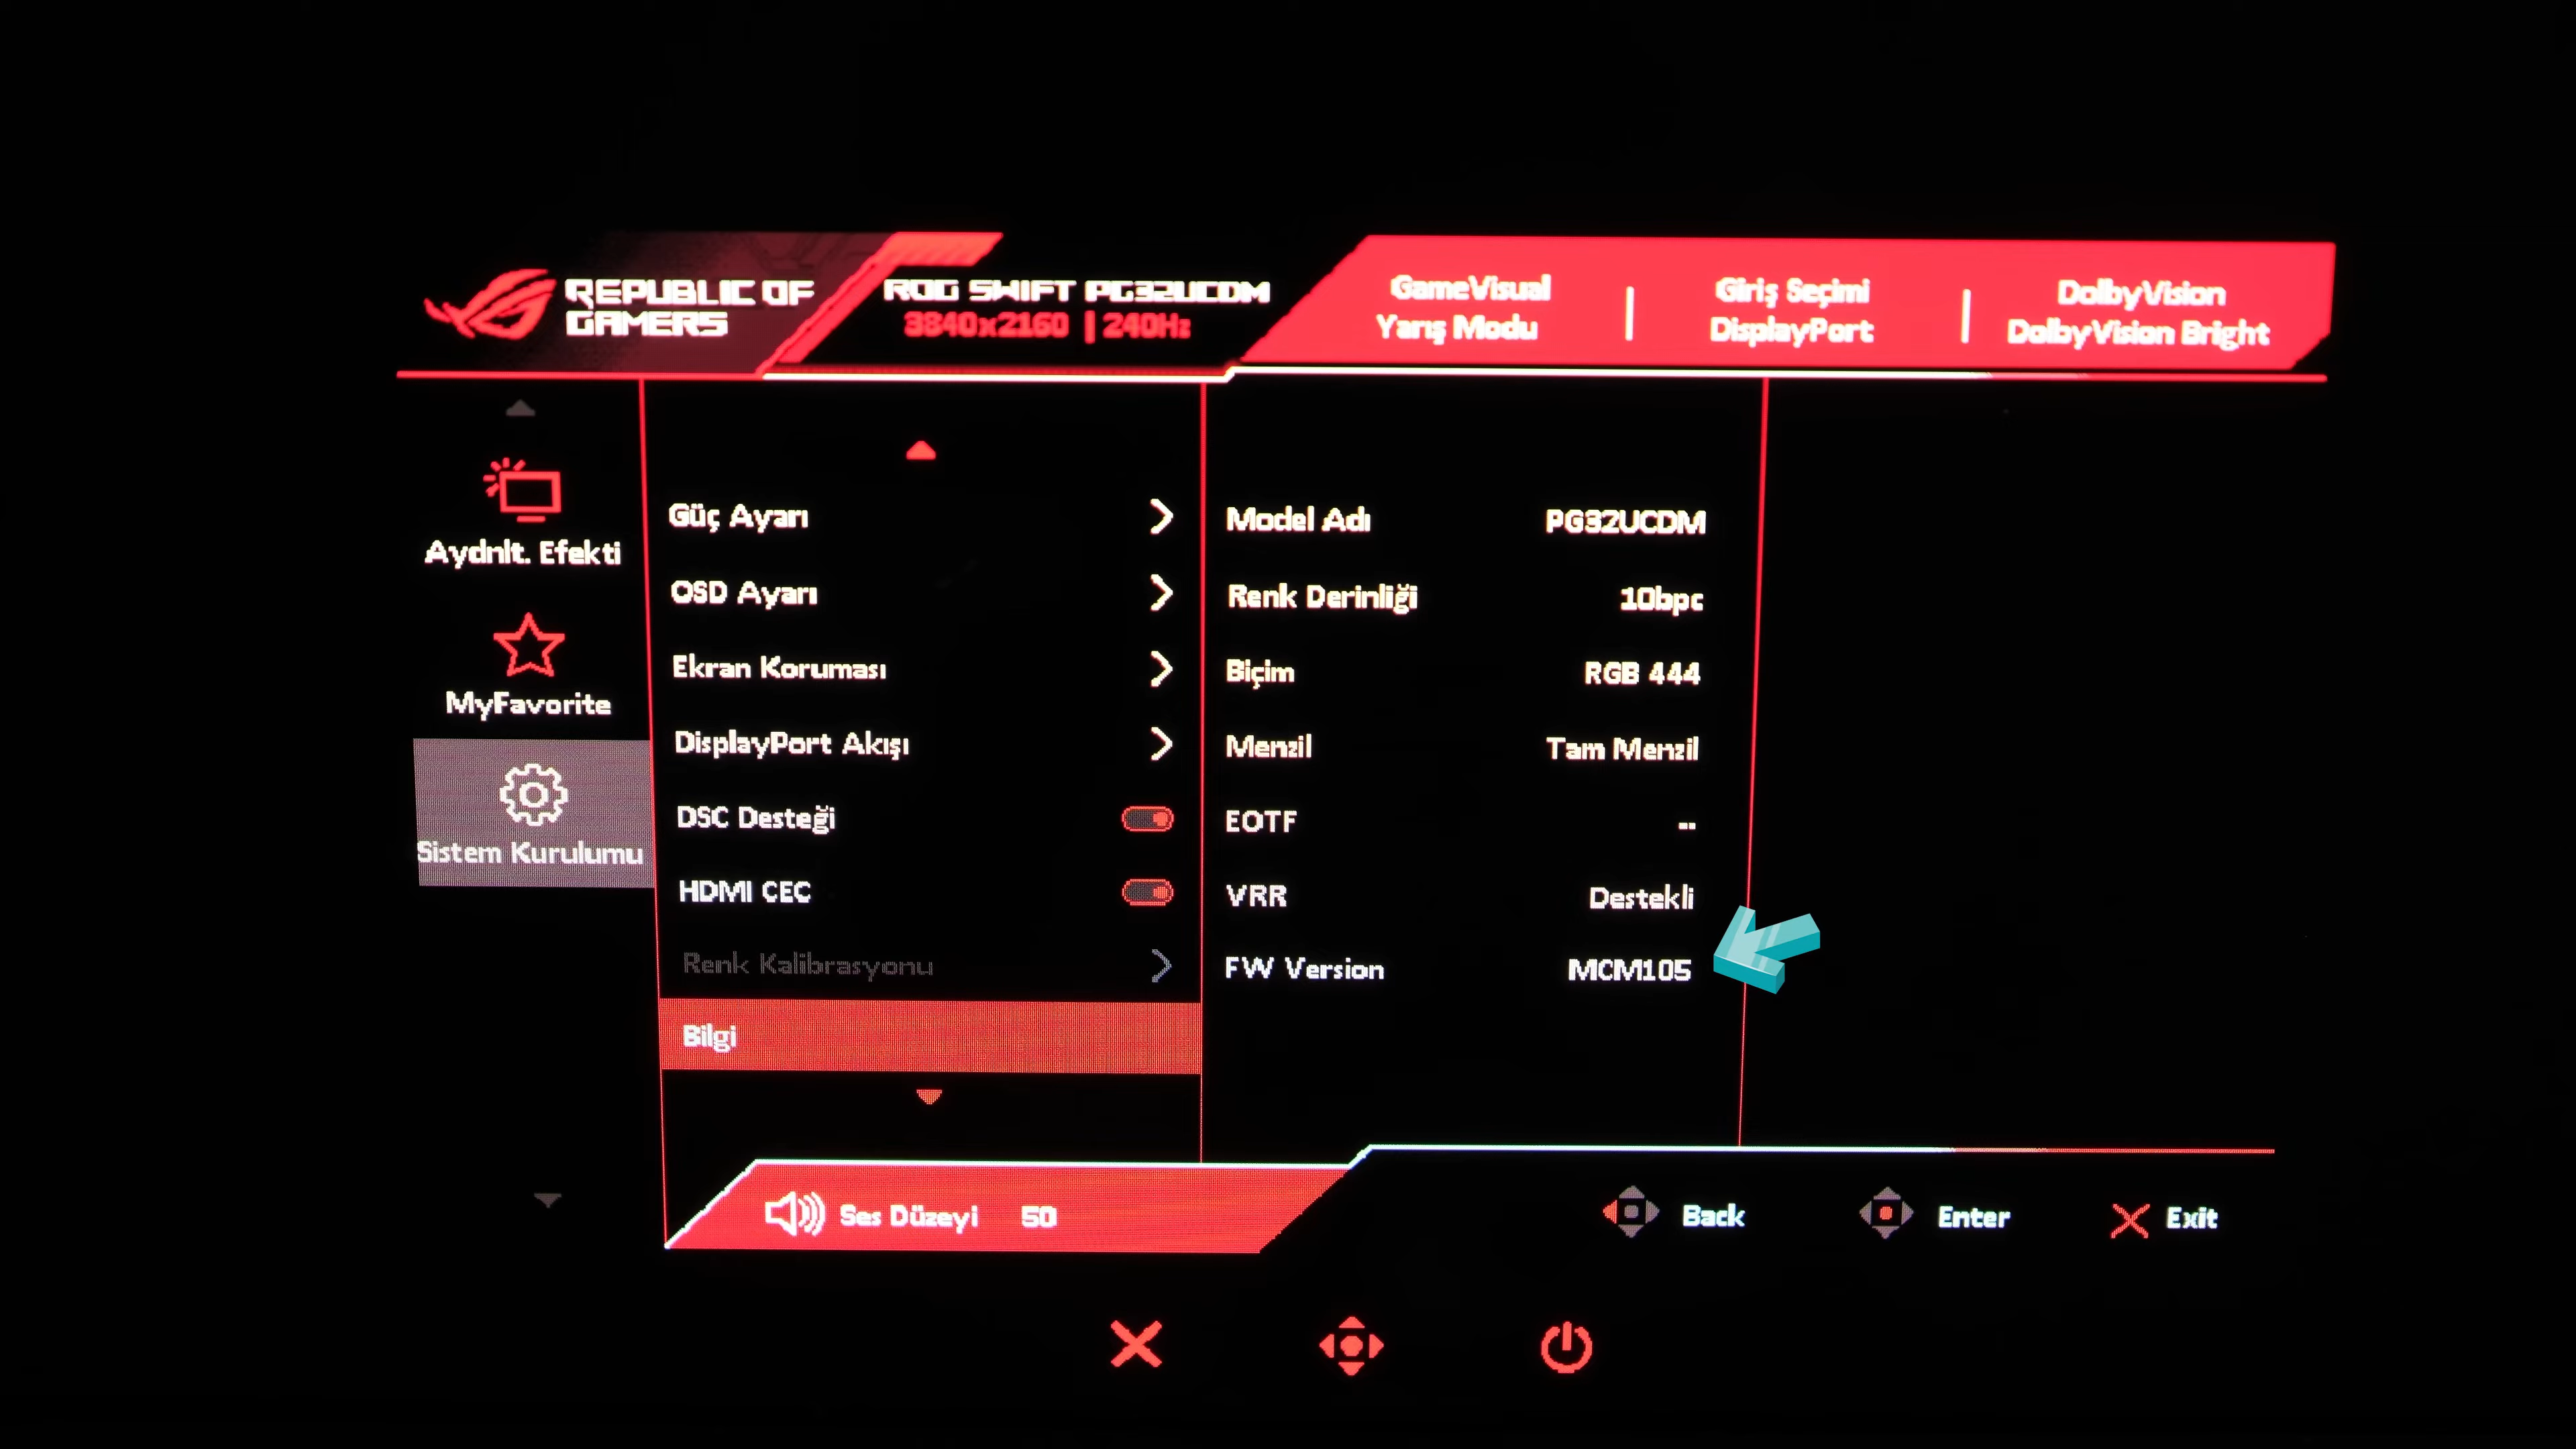 REPUBLIC OF
GAMERS
ROG SWIFT PG32UCDM
3840x2160 | 240Hz
GameVisual
Yarış Modu
Giriş Seçimi
DisplayPort
DolbyVision
DolbyVision Bright
Aydnlt. Efekti
MyFavorite
Sistem Kurulumu
Güç Ayarı
OSD Ayarı
Ekran Koruması
DisplayPort Akışı
DSC Desteği
HDMI CEC
Renk Kalibrasyonu
Bilgi
Model Adı PG32UCDM
Renk Derinliği 10bpc
Biçim RGB 444
Menzil Tam Menzil
EOTF --
VRR Destekli
FW Version MCM105
Ses Düzeyi 50
Back
Enter
Exit